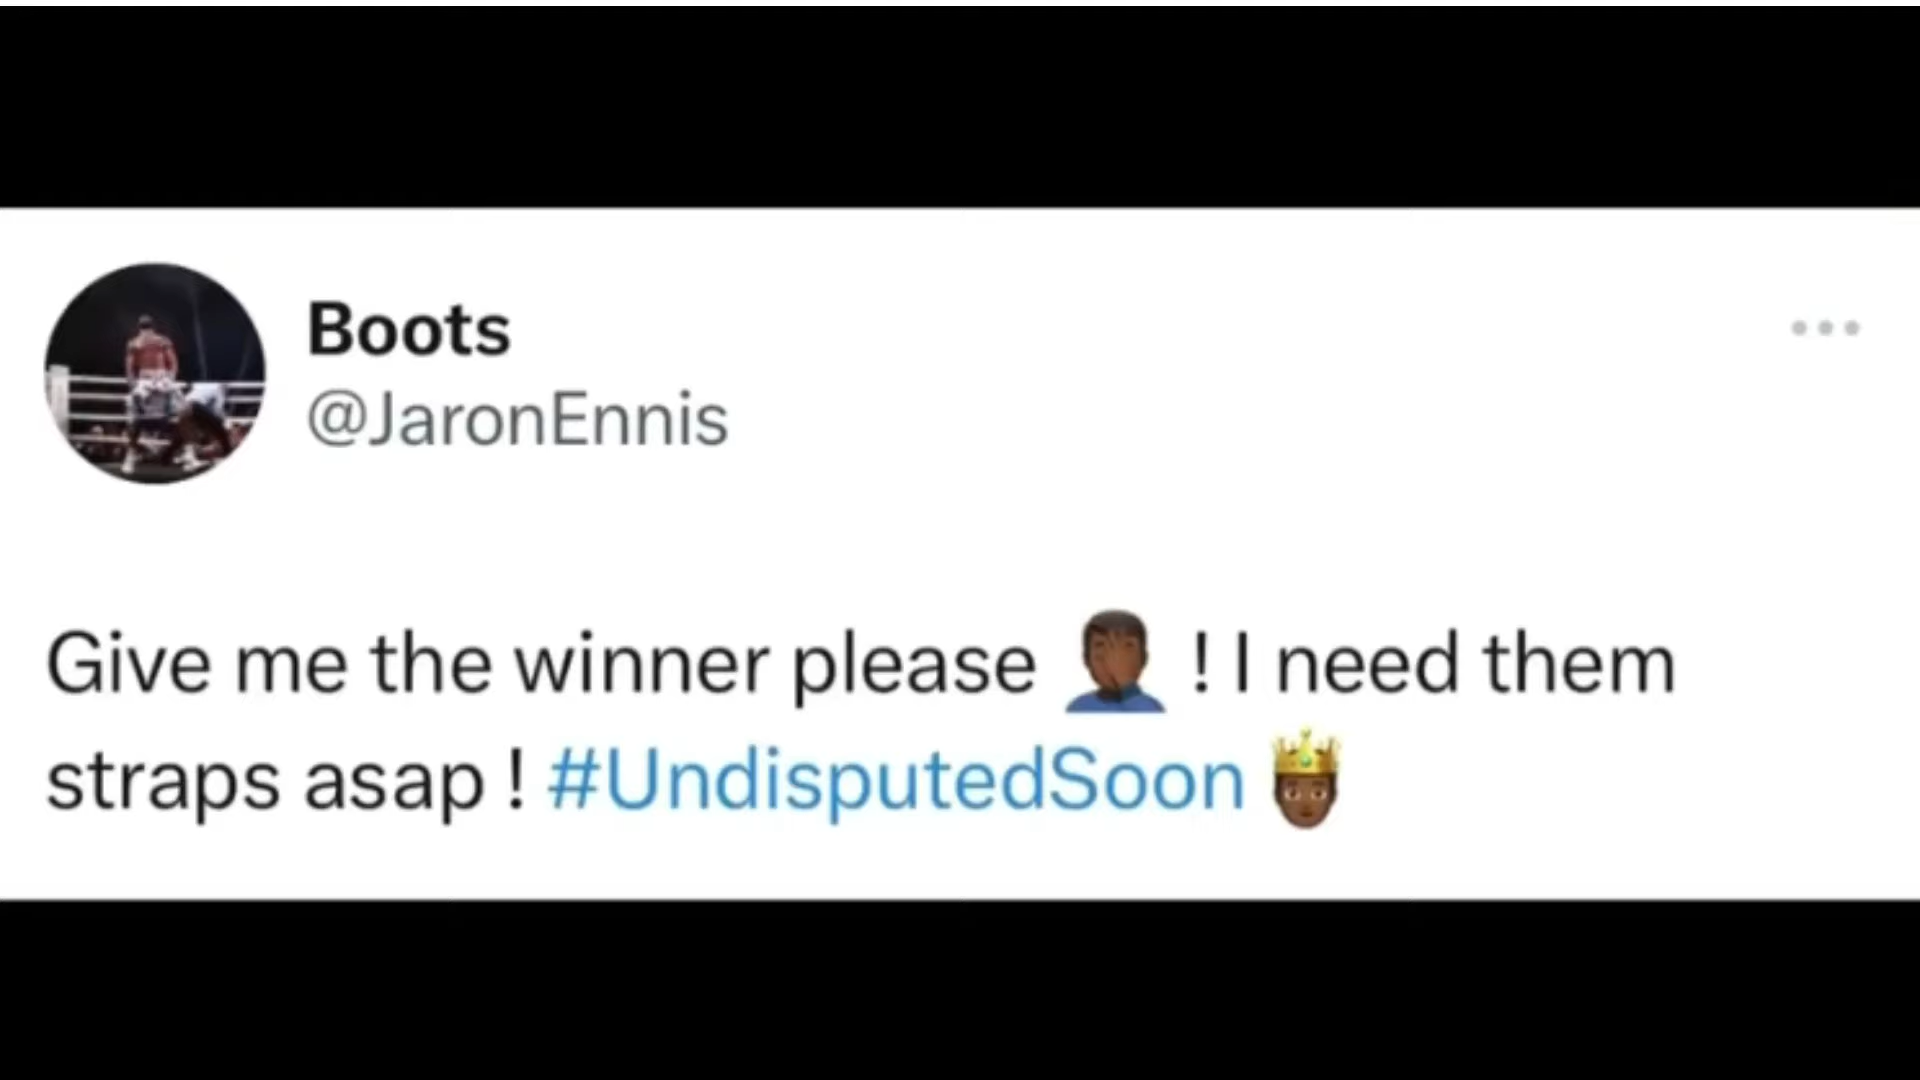 Boots
@JaronEnnis
Give me the winner please 🤦🏾‍♂️ ! I need them
straps asap ! #UndisputedSoon 🤴🏾